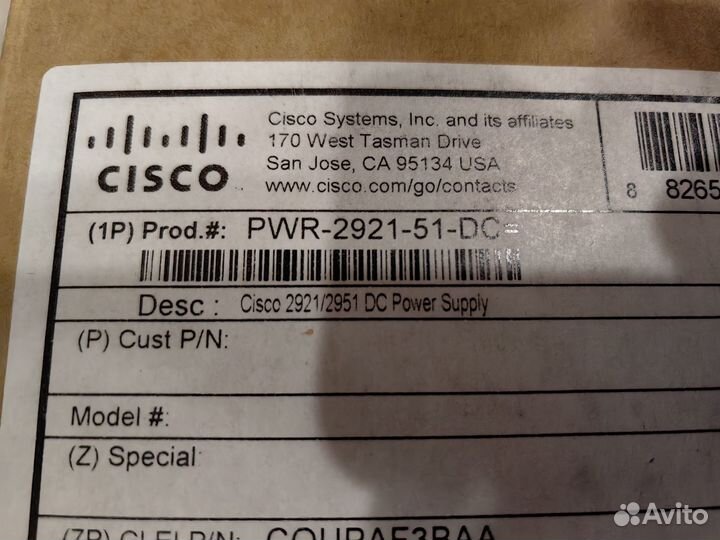 Cisco Systems, Inc. and its affiliates
170 West Tasman Drive
San Jose, CA 95134 USA
www.cisco.com/go/contacts
CISCO
8 8265
(1P) Prod.#: PWR-2921-51-DC=
Desc : Cisco 2921/2951 DC Power Supply
(P) Cust P/N:
Model #:
(Z) Special
Avito